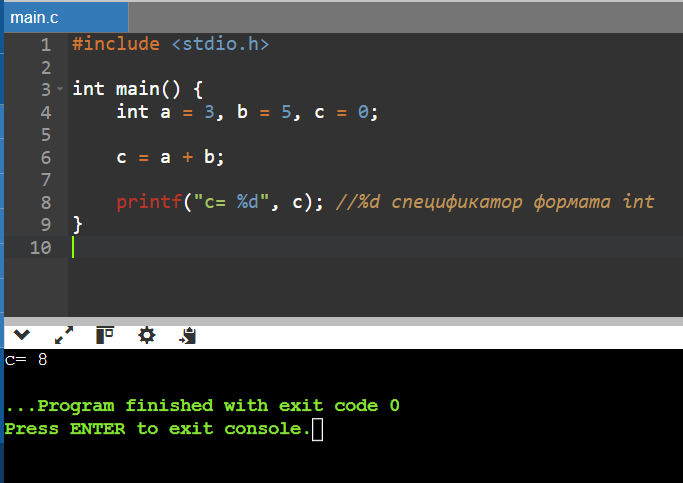 main.c
1 #include <stdio.h>
2
3 int main() {
4 int a = 3, b = 5, c = 0;
5
6 c = a + b;
7
8 printf("c= %d", c); //%d спецификатор формата int
9 }
10
c= 8
...Program finished with exit code 0
Press ENTER to exit console.